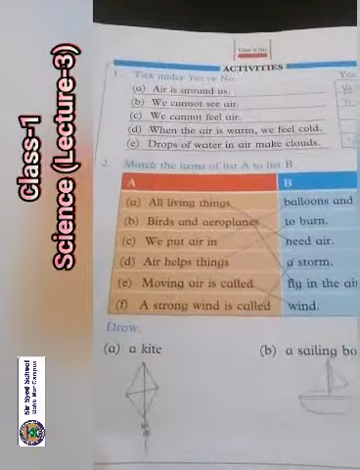 Class-1
Science (Lecture-3)
Sir Syed School
ACTIVITIES
1. Tick under Yes or No.
(a) Air is around us.
(b) We cannot see air.
(c) We cannot feel air.
(d) When the air is warm, we feel cold.
(e) Drops of water in air make clouds.
2. Match the items of list A to list B
A B
(a) All living things balloons and
(b) Birds and aeroplanes to burn.
(c) We put air in need air.
(d) Air helps things a storm.
(e) Moving air is called fly in the air
(f) A strong wind is called wind.
Draw.
(a) a kite (b) a sailing bo